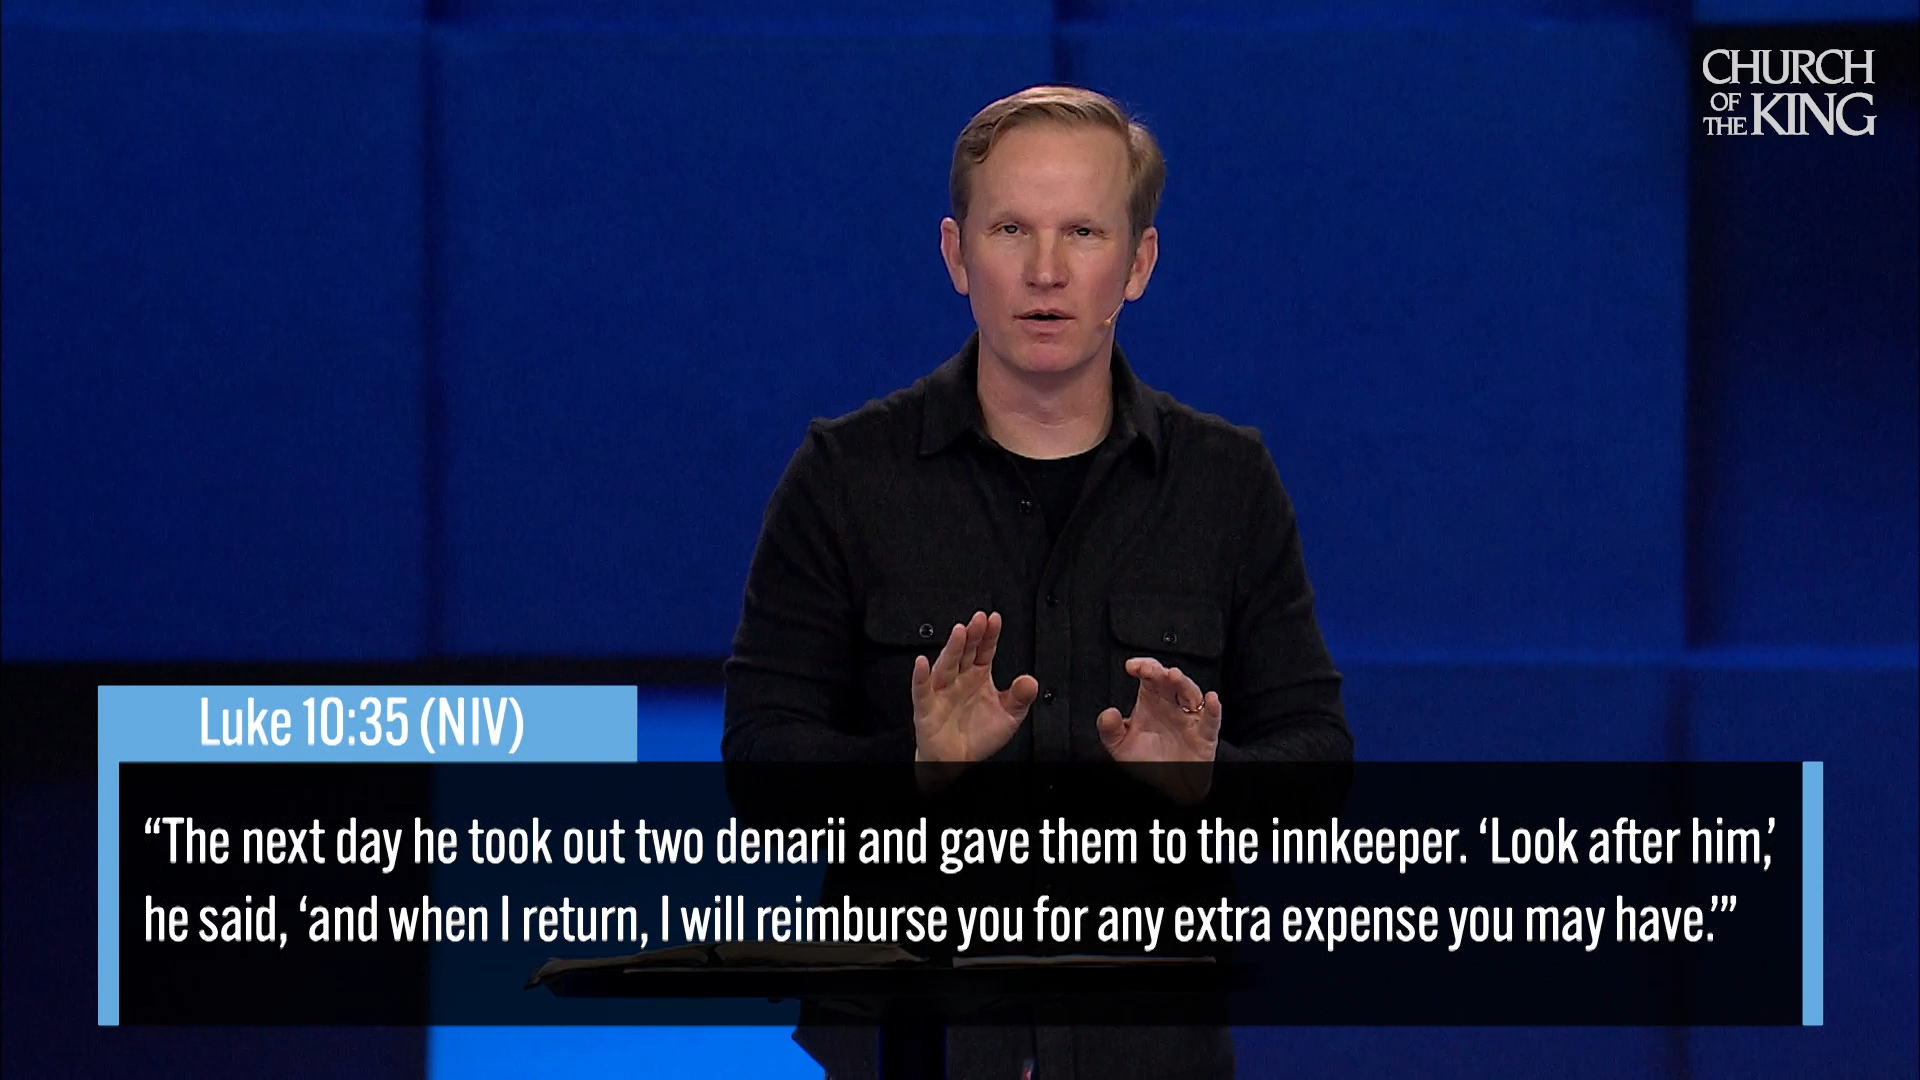 CHURCH
OF
THE KING
Luke 10:35 (NIV)
“The next day he took out two denarii and gave them to the innkeeper. ‘Look after him,’
he said, ‘and when I return, I will reimburse you for any extra expense you may have.’”